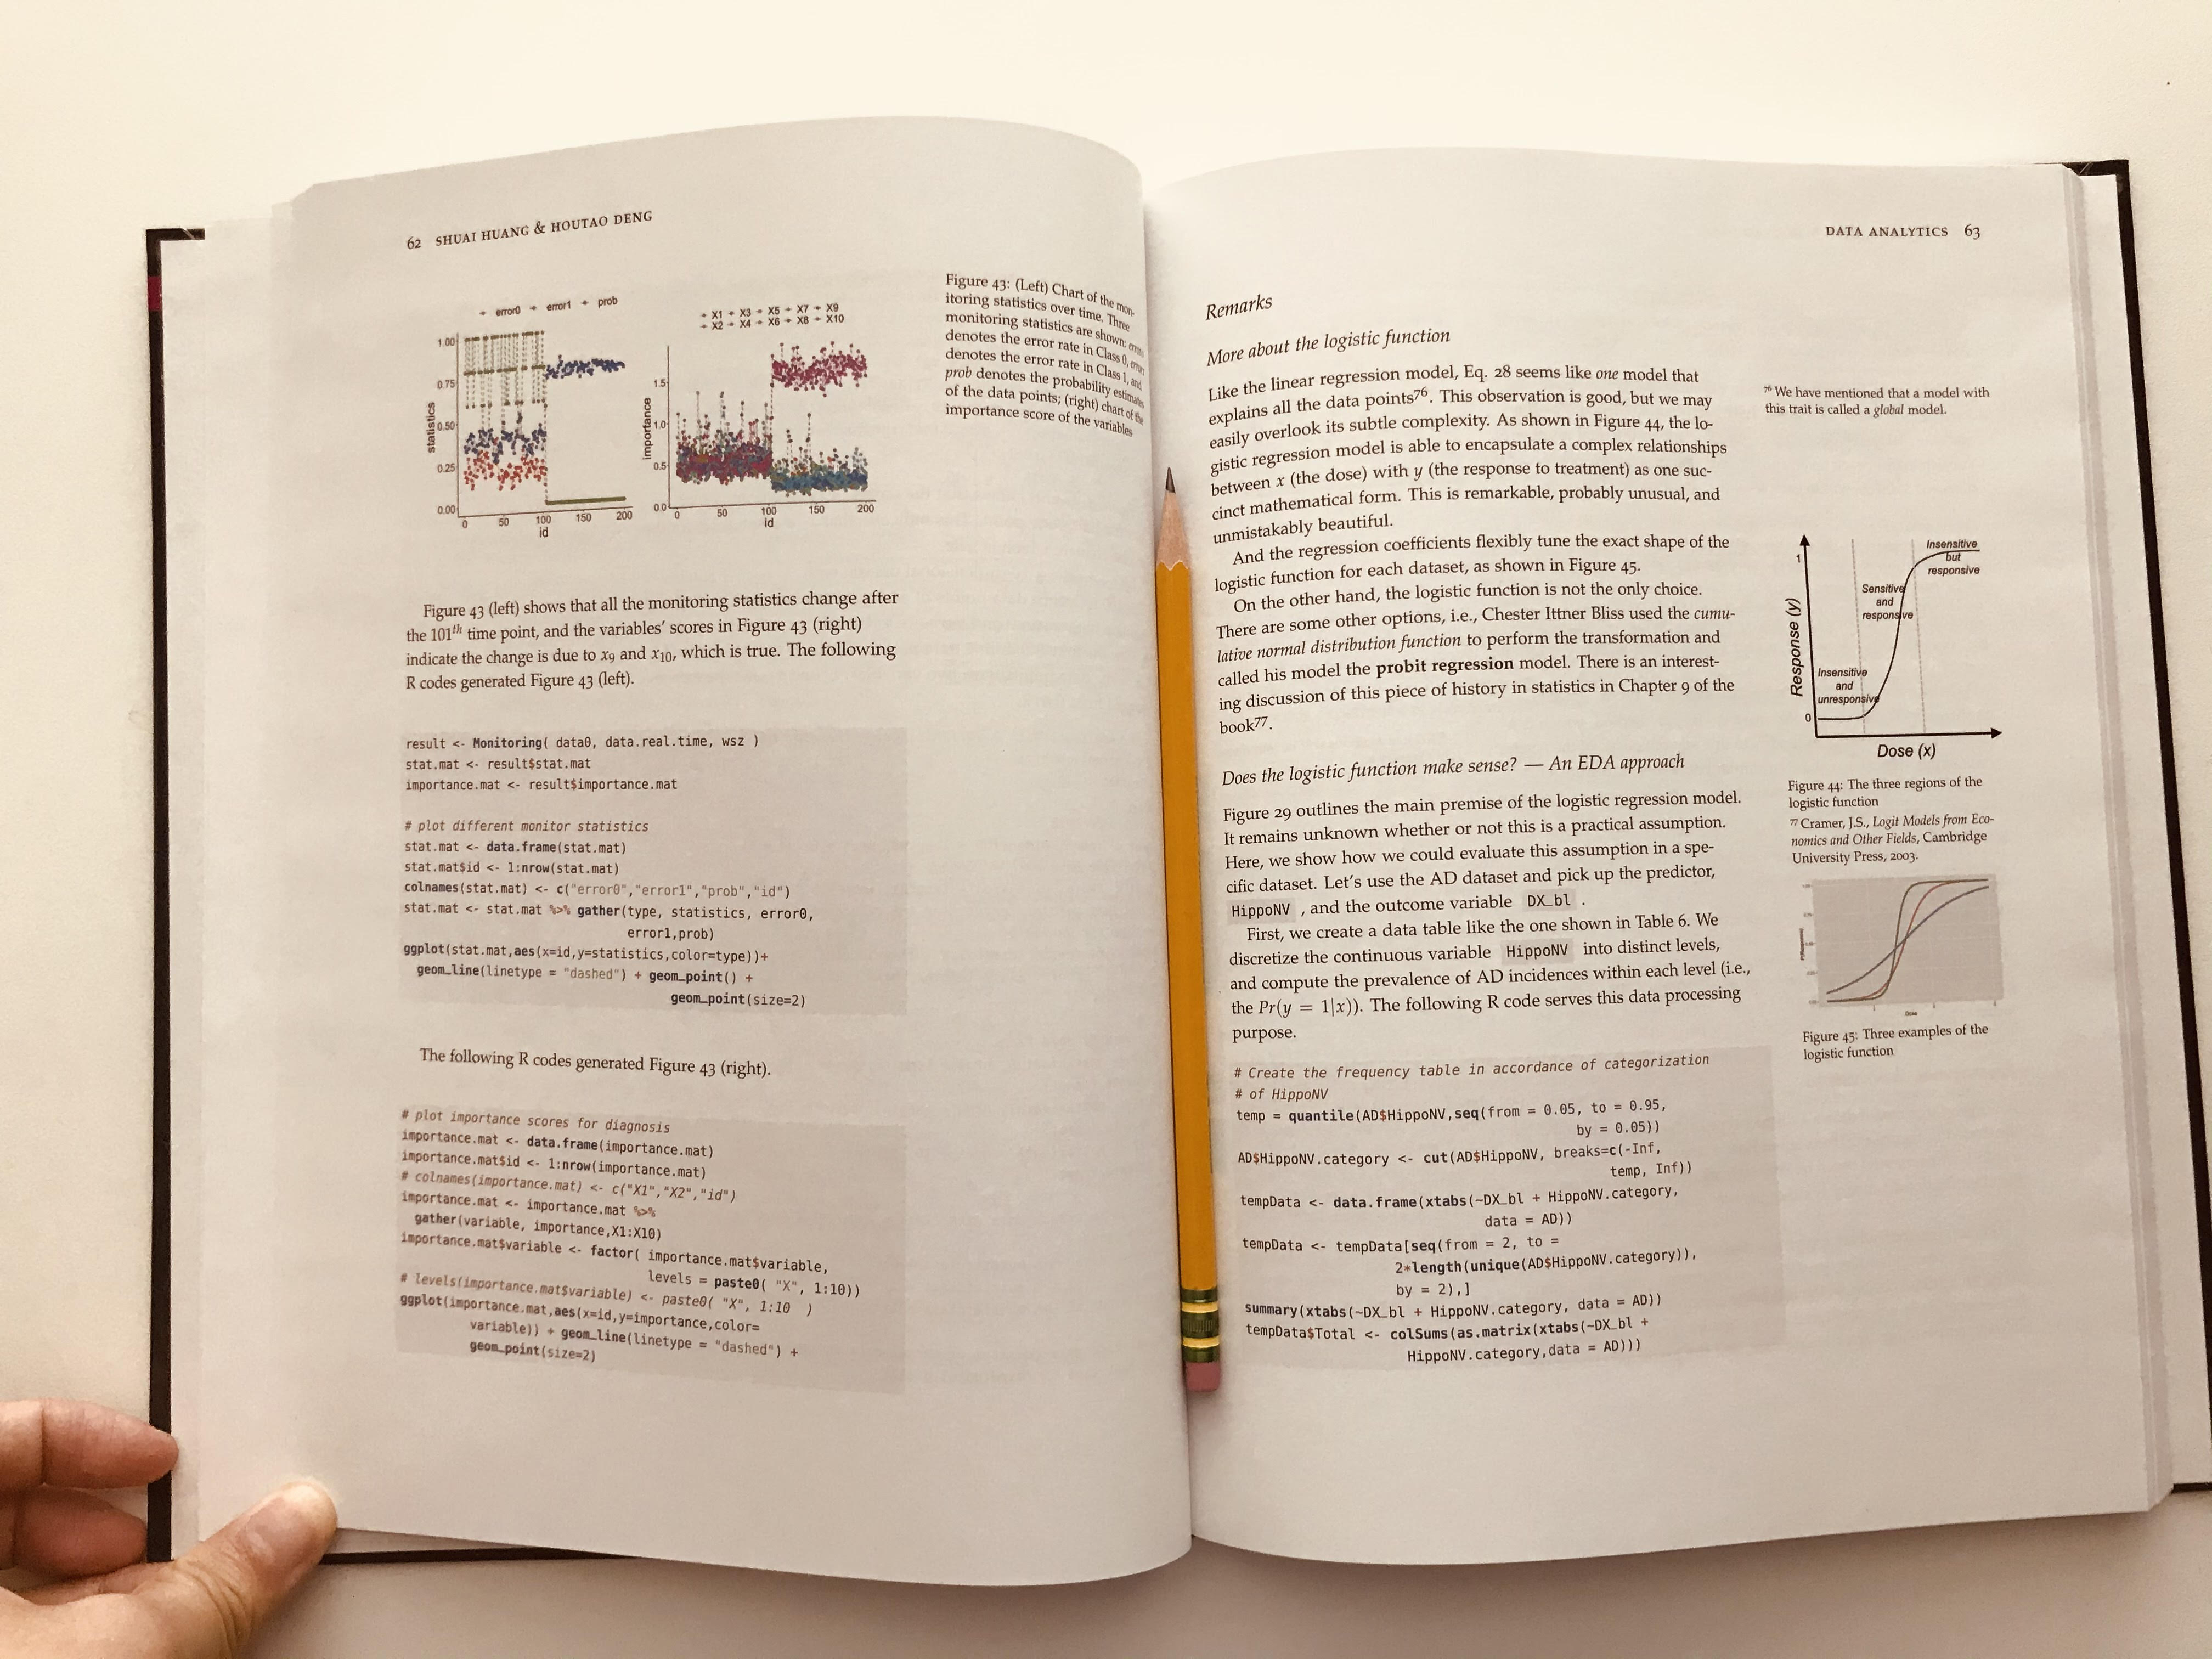 62 SHUAI HUANG & HOUTAO DENG
error0 error1 prob
1.00
0.75
0.50
0.25
0.00
statistics
0 50 100 150 200
id
X1 X3 X5 X7 X9
X2 X4 X6 X8 X10
1.5
1.0
0.5
0.0
importance
0 50 100 150 200
id
Figure 43: (Left) Chart of the mon-
itoring statistics over time. Three
monitoring statistics are shown:
denotes the error rate in Class 0,
denotes the error rate in Class 1, and
prob denotes the probability estimates
of the data points; (right) chart of the
importance score of the variables
Figure 43 (left) shows that all the monitoring statistics change after
the 101th time point, and the variables' scores in Figure 43 (right)
indicate the change is due to x9 and x10, which is true. The following
R codes generated Figure 43 (left).
result <- Monitoring( data0, data.real.time, wsz )
stat.mat <- result$stat.mat
importance.mat <- result$importance.mat
# plot different monitor statistics
stat.mat <- data.frame(stat.mat)
stat.mat$id <- 1:nrow(stat.mat)
colnames(stat.mat) <- c("error0","error1","prob","id")
stat.mat <- stat.mat %>% gather(type, statistics, error0,
error1,prob)
ggplot(stat.mat,aes(x=id,y=statistics,color=type))+
geom_line(linetype = "dashed") + geom_point() +
geom_point(size=2)
The following R codes generated Figure 43 (right).
# plot importance scores for diagnosis
importance.mat <- data.frame(importance.mat)
importance.mat$id <- 1:nrow(importance.mat)
# colnames(importance.mat) <- c("X1","X2","id")
importance.mat <- importance.mat %>%
gather(variable, importance,X1:X10)
importance.mat$variable <- factor( importance.mat$variable,
levels = paste0( "X", 1:10))
# levels(importance.mat$variable) <- paste0( "X", 1:10 )
ggplot(importance.mat,aes(x=id,y=importance,color=
variable)) + geom_line(linetype = "dashed") +
geom_point(size=2)
DATA ANALYTICS 63
Remarks
More about the logistic function
Like the linear regression model, Eq. 28 seems like one model that
explains all the data points76. This observation is good, but we may
easily overlook its subtle complexity. As shown in Figure 44, the lo-
gistic regression model is able to encapsulate a complex relationships
between x (the dose) with y (the response to treatment) as one suc-
cinct mathematical form. This is remarkable, probably unusual, and
unmistakably beautiful.
And the regression coefficients flexibly tune the exact shape of the
logistic function for each dataset, as shown in Figure 45.
On the other hand, the logistic function is not the only choice.
There are some other options, i.e., Chester Ittner Bliss used the cumu-
lative normal distribution function to perform the transformation and
called his model the probit regression model. There is an interest-
ing discussion of this piece of history in statistics in Chapter 9 of the
book77.
Does the logistic function make sense? — An EDA approach
Figure 29 outlines the main premise of the logistic regression model.
It remains unknown whether or not this is a practical assumption.
Here, we show how we could evaluate this assumption in a spe-
cific dataset. Let's use the AD dataset and pick up the predictor,
HippoNV , and the outcome variable DX_bl .
First, we create a data table like the one shown in Table 6. We
discretize the continuous variable HippoNV into distinct levels,
and compute the prevalence of AD incidences within each level (i.e.,
the Pr(y = 1|x)). The following R code serves this data processing
purpose.
# Create the frequency table in accordance of categorization
# of HippoNV
temp = quantile(AD$HippoNV,seq(from = 0.05, to = 0.95,
by = 0.05))
AD$HippoNV.category <- cut(AD$HippoNV, breaks=c(-Inf,
temp, Inf))
tempData <- data.frame(xtabs(~DX_bl + HippoNV.category,
data = AD))
tempData <- tempData[seq(from = 2, to =
2*length(unique(AD$HippoNV.category)),
by = 2),]
summary(xtabs(~DX_bl + HippoNV.category, data = AD))
tempData$Total <- colSums(as.matrix(xtabs(~DX_bl +
HippoNV.category,data = AD)))
76 We have mentioned that a model with
this trait is called a global model.
Response (y)
1
0
Insensitive
but
responsive
Sensitive
and
responsive
Insensitive
and
unresponsive
Dose (x)
Figure 44: The three regions of the
logistic function
77 Cramer, J.S., Logit Models from Eco-
nomics and Other Fields, Cambridge
University Press, 2003.
Dose
Figure 45: Three examples of the
logistic function